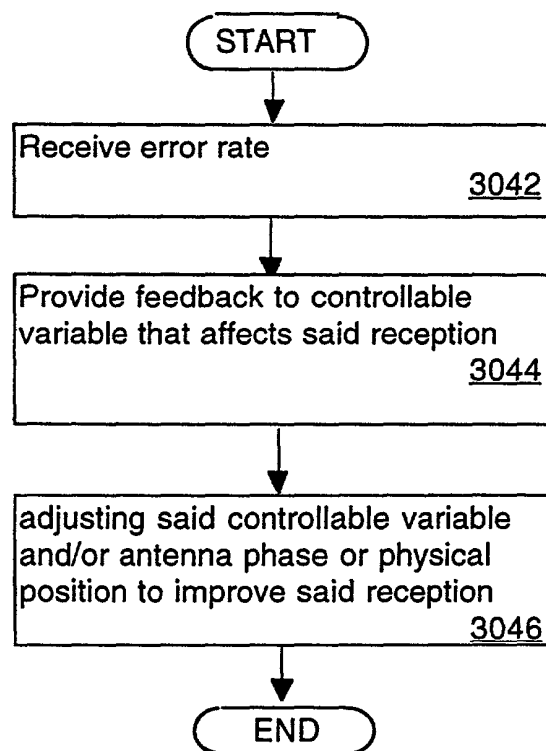 START
Receive error rate
3042
Provide feedback to controllable
variable that affects said reception
3044
adjusting said controllable variable
and/or antenna phase or physical
position to improve said reception
3046
END